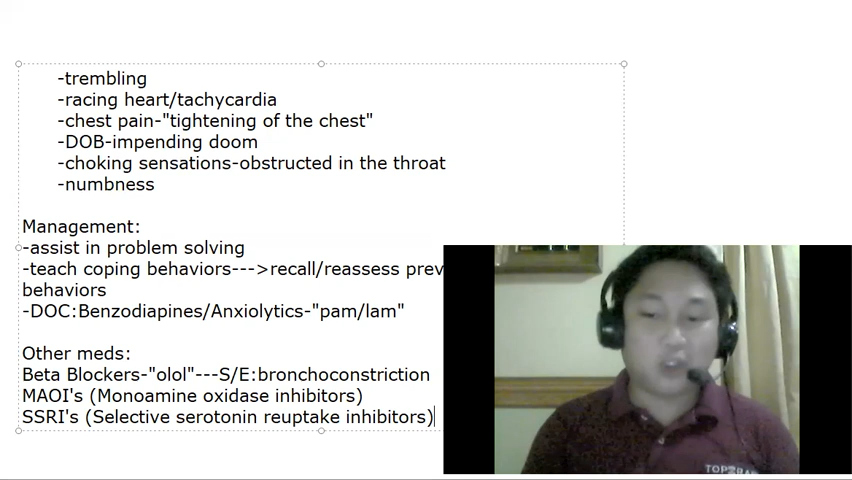 -trembling
-racing heart/tachycardia
-chest pain-"tightening of the chest"
-DOB-impending doom
-choking sensations-obstructed in the throat
-numbness
Management:
-assist in problem solving
-teach coping behaviors--->recall/reassess prev
behaviors
-DOC:Benzodiapines/Anxiolytics-"pam/lam"
Other meds:
Beta Blockers-"olol"---S/E:bronchoconstriction
MAOI's (Monoamine oxidase inhibitors)
SSRI's (Selective serotonin reuptake inhibitors)